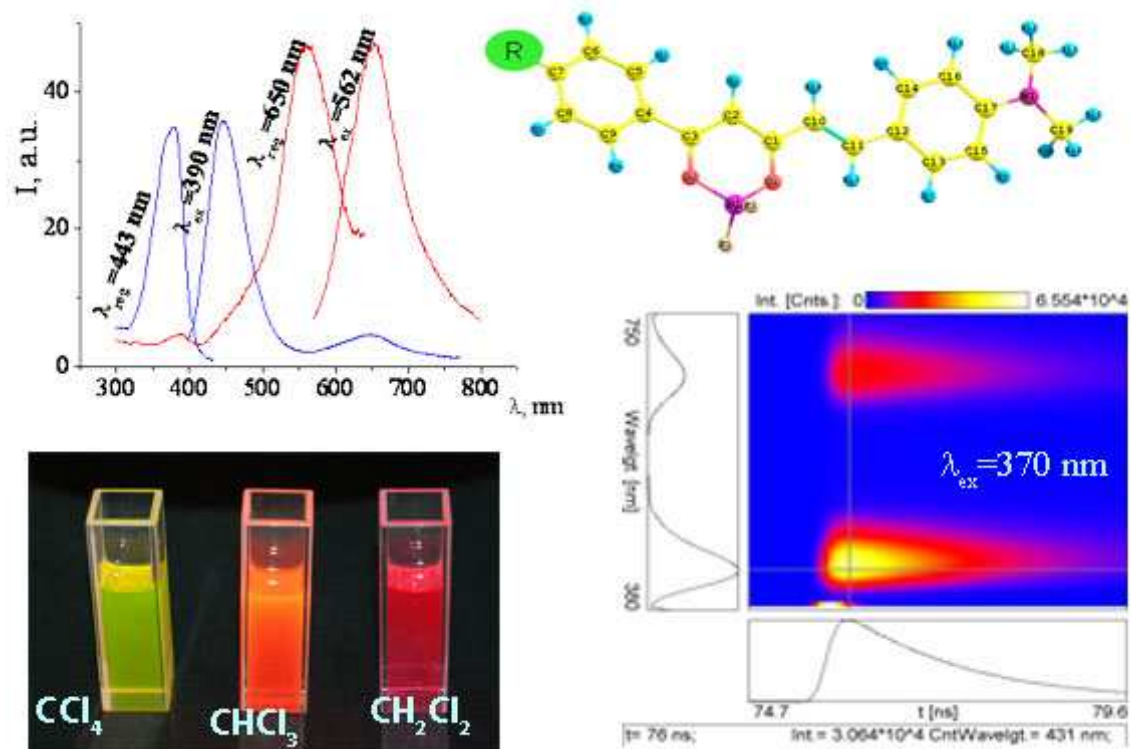 I, a.u.
40
20
0
300 400 500 600 700 800
λ, nm
λreg=443 nm
λex=390 nm
λreg=650 nm
λex=562 nm
R
C6
C7
C5
C8
C4
C9
C3
C2
C1
C10
C11
C12
C14
C16
C17
C13
C15
C18
C19
CCl4
CHCl3
CH2Cl2
Int. [Cnts.]: 0 6.554*10^4
750
Wavelgt. [nm]
380
λex=370 nm
74.7 t [ns] 79.6
t= 76 ns; Int. = 3.064*10^4 CntWavelgt.= 431 nm;